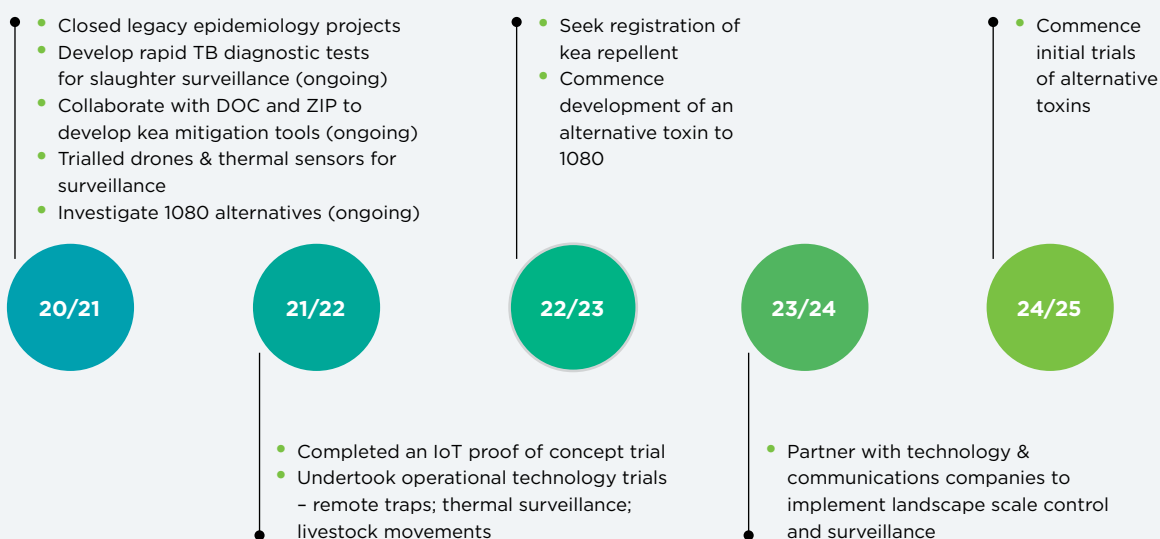 • Closed legacy epidemiology projects
• Develop rapid TB diagnostic tests
for slaughter surveillance (ongoing)
• Collaborate with DOC and ZIP to
develop kea mitigation tools (ongoing)
• Trialled drones & thermal sensors for
surveillance
• Investigate 1080 alternatives (ongoing)
• Seek registration of
kea repellent
• Commence
development of an
alternative toxin to
1080
• Commence
initial trials
of alternative
toxins
20/21
21/22
22/23
23/24
24/25
• Completed an IoT proof of concept trial
• Undertook operational technology trials
– remote traps; thermal surveillance;
livestock movements
• Partner with technology &
communications companies to
implement landscape scale control
and surveillance